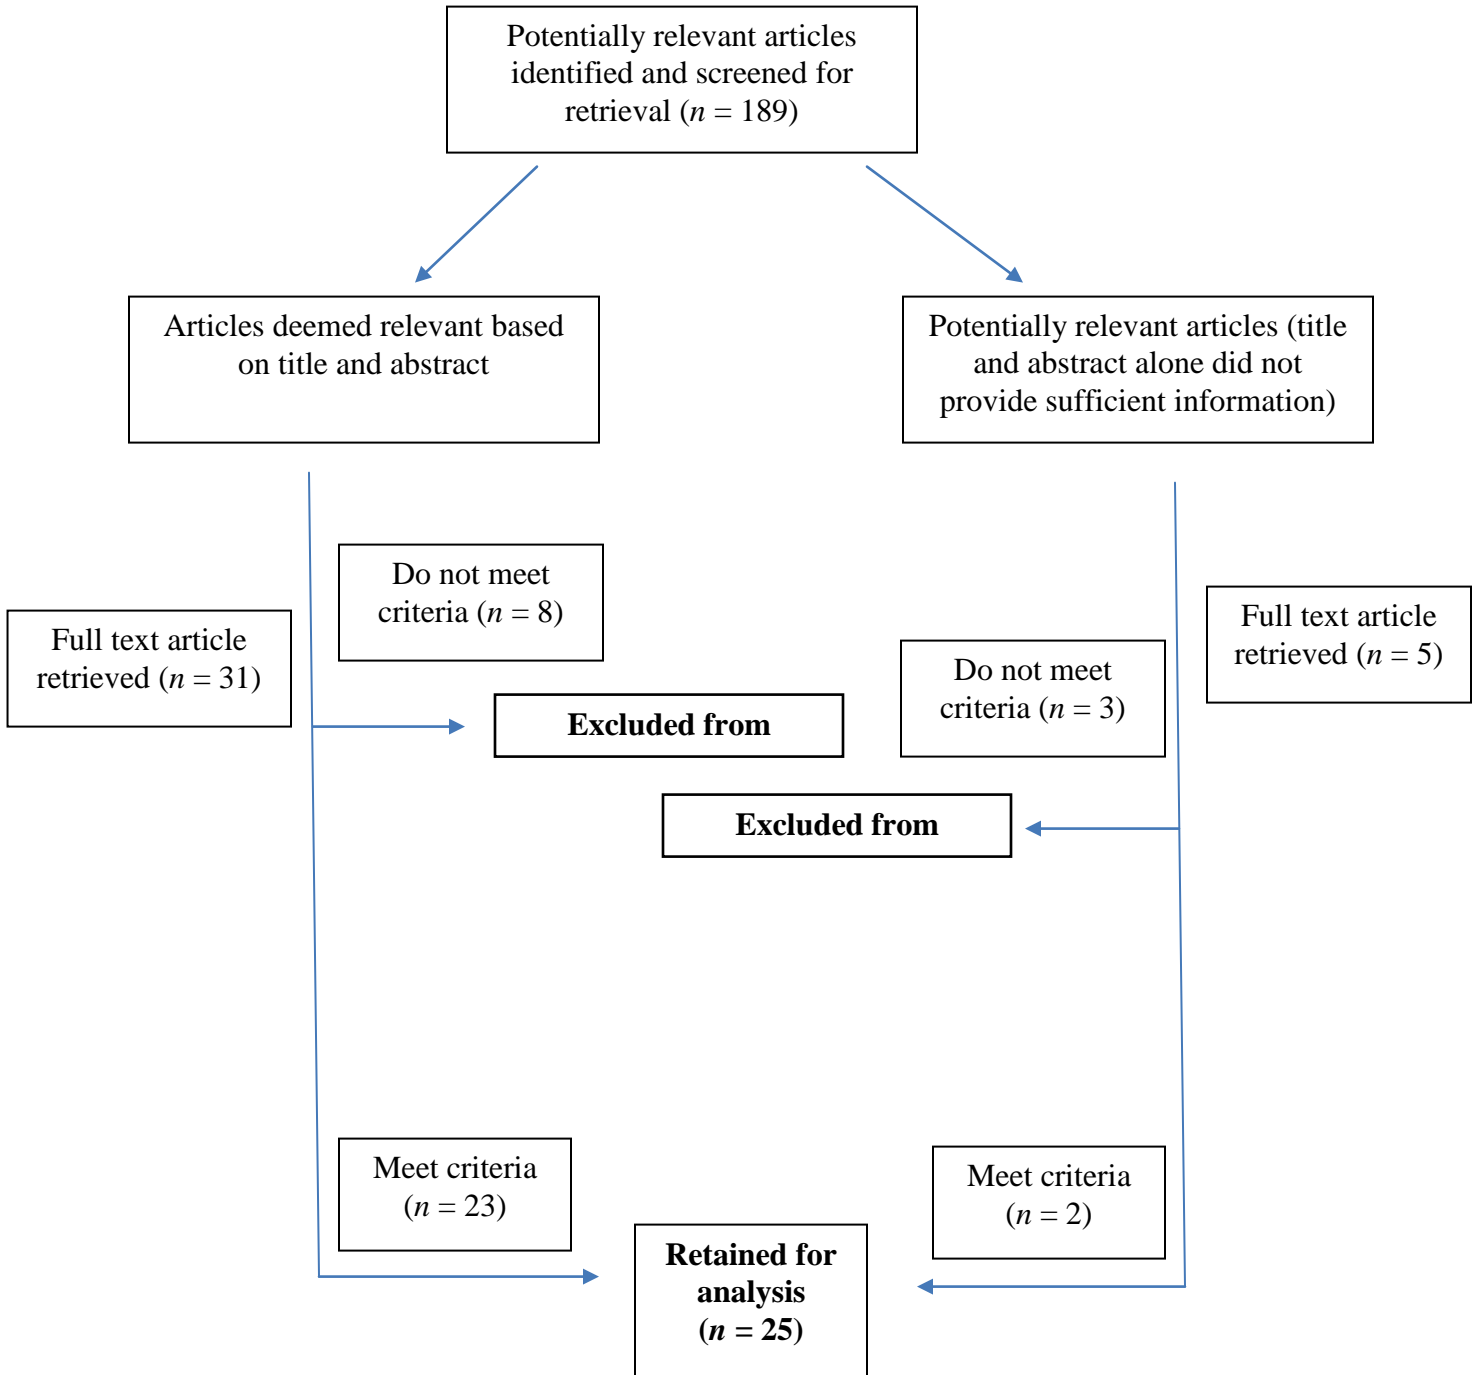 Potentially relevant articles
identified and screened for
retrieval (n = 189)
Articles deemed relevant based
on title and abstract
Potentially relevant articles (title
and abstract alone did not
provide sufficient information)
Do not meet
criteria (n = 8)
Full text article
retrieved (n = 31)
Excluded from
Full text article
retrieved (n = 5)
Do not meet
criteria (n = 3)
Excluded from
Meet criteria
(n = 23)
Meet criteria
(n = 2)
Retained for
analysis
(n = 25)